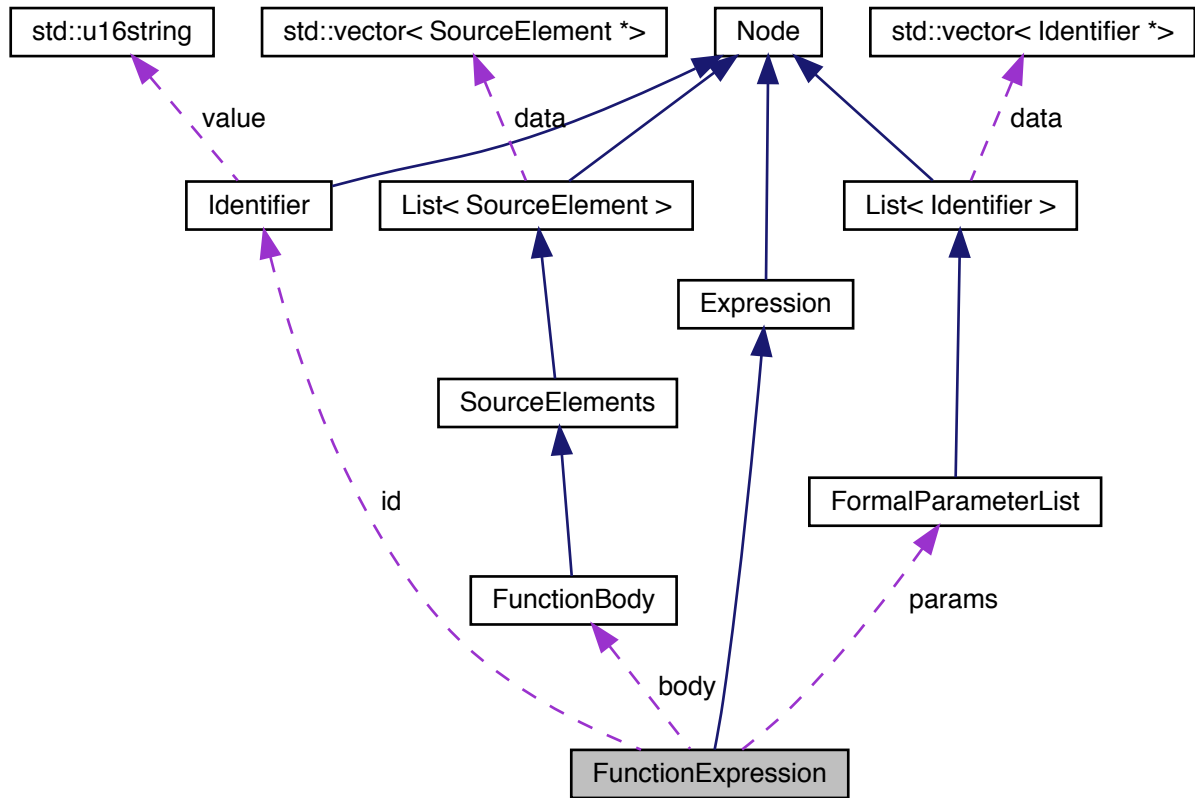 std::u16string
std::vector< SourceElement *>
Node
std::vector< Identifier *>
value
data
data
Identifier
List< SourceElement >
List< Identifier >
Expression
SourceElements
FormalParameterList
id
FunctionBody
params
body
FunctionExpression